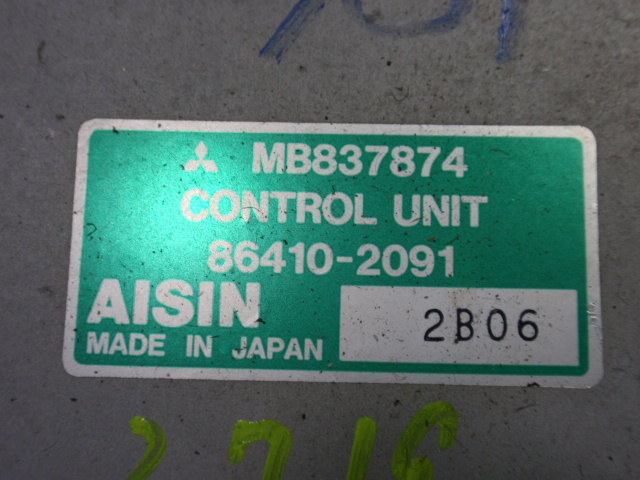 MB837874
CONTROL UNIT
86410-2091
AISIN
2B06
MADE IN JAPAN